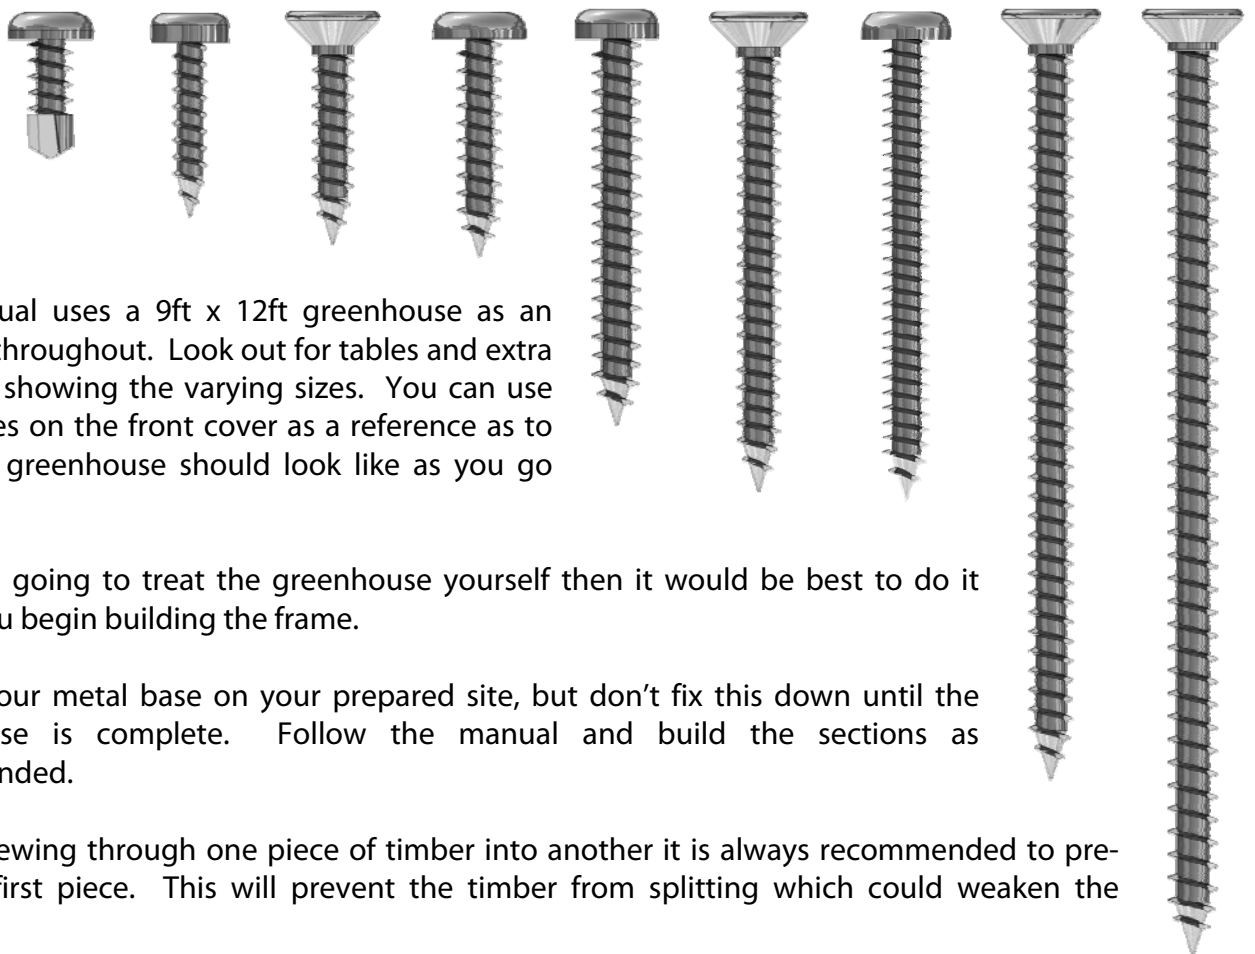 ual uses a 9ft x 12ft greenhouse as an
throughout. Look out for tables and extra
showing the varying sizes. You can use
es on the front cover as a reference as to
greenhouse should look like as you go
going to treat the greenhouse yourself then it would be best to do it
u begin building the frame.
our metal base on your prepared site, but don’t fix this down until the
se is complete. Follow the manual and build the sections as
nded.
ewing through one piece of timber into another it is always recommended to pre-
first piece. This will prevent the timber from splitting which could weaken the